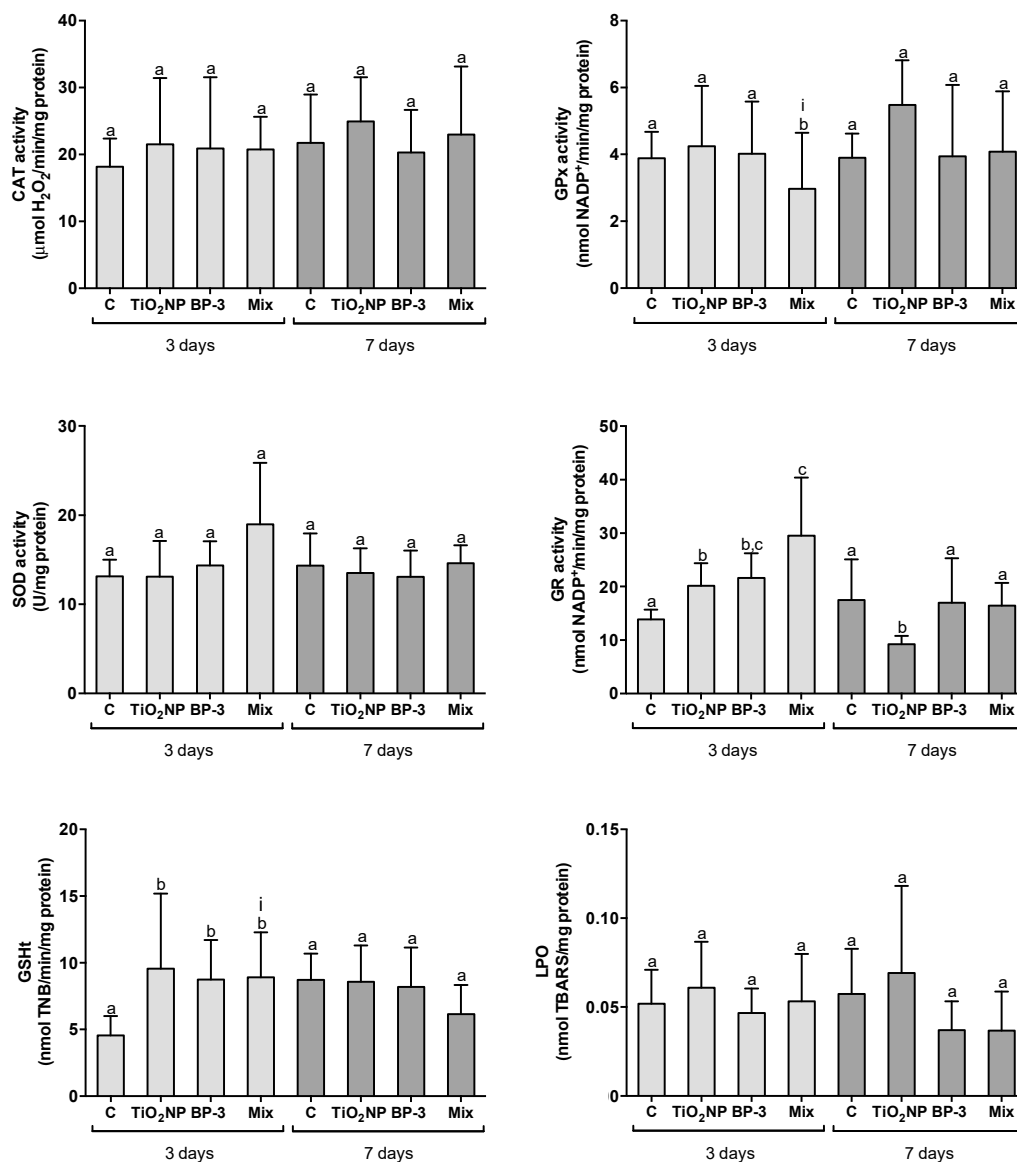 CAT activity
(μmol H2O2/min/mg protein)
40
30
20
10
0
a a a a a a a a
C TiO2NP BP-3 Mix C TiO2NP BP-3 Mix
3 days 7 days
GPx activity
(nmol NADP+/min/mg protein)
8
6
4
2
0
i
a a a b a a a a
C TiO2NP BP-3 Mix C TiO2NP BP-3 Mix
3 days 7 days
SOD activity
(U/mg protein)
30
20
10
0
a a a a a a a a
C TiO2NP BP-3 Mix C TiO2NP BP-3 Mix
3 days 7 days
GR activity
(nmol NADP+/min/mg protein)
50
40
30
20
10
0
a b b,c c a b a a
C TiO2NP BP-3 Mix C TiO2NP BP-3 Mix
3 days 7 days
GSHt
(nmol TNB/min/mg protein)
20
15
10
5
0
i
a b b b a a a a
C TiO2NP BP-3 Mix C TiO2NP BP-3 Mix
3 days 7 days
LPO
(nmol TBARS/mg protein)
0.15
0.10
0.05
0.00
a a a a a a a a
C TiO2NP BP-3 Mix C TiO2NP BP-3 Mix
3 days 7 days